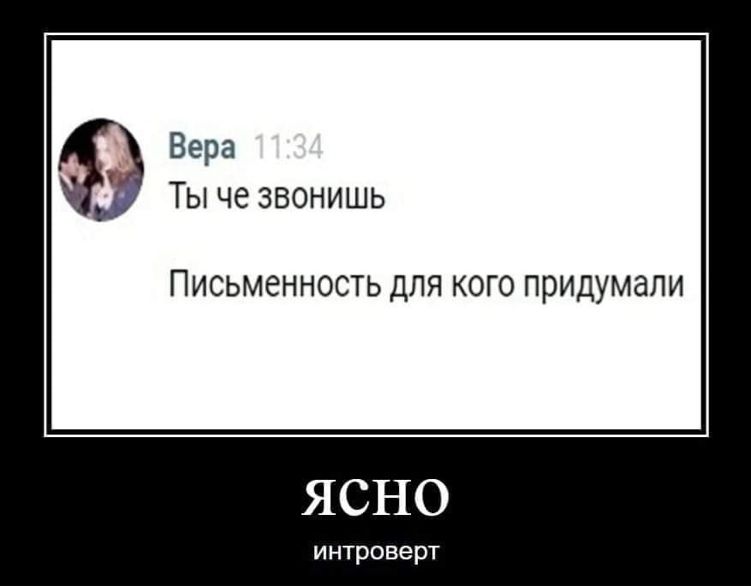 Вера 11:34
Ты че звонишь
Письменность для кого придумали
ясно
интроверт